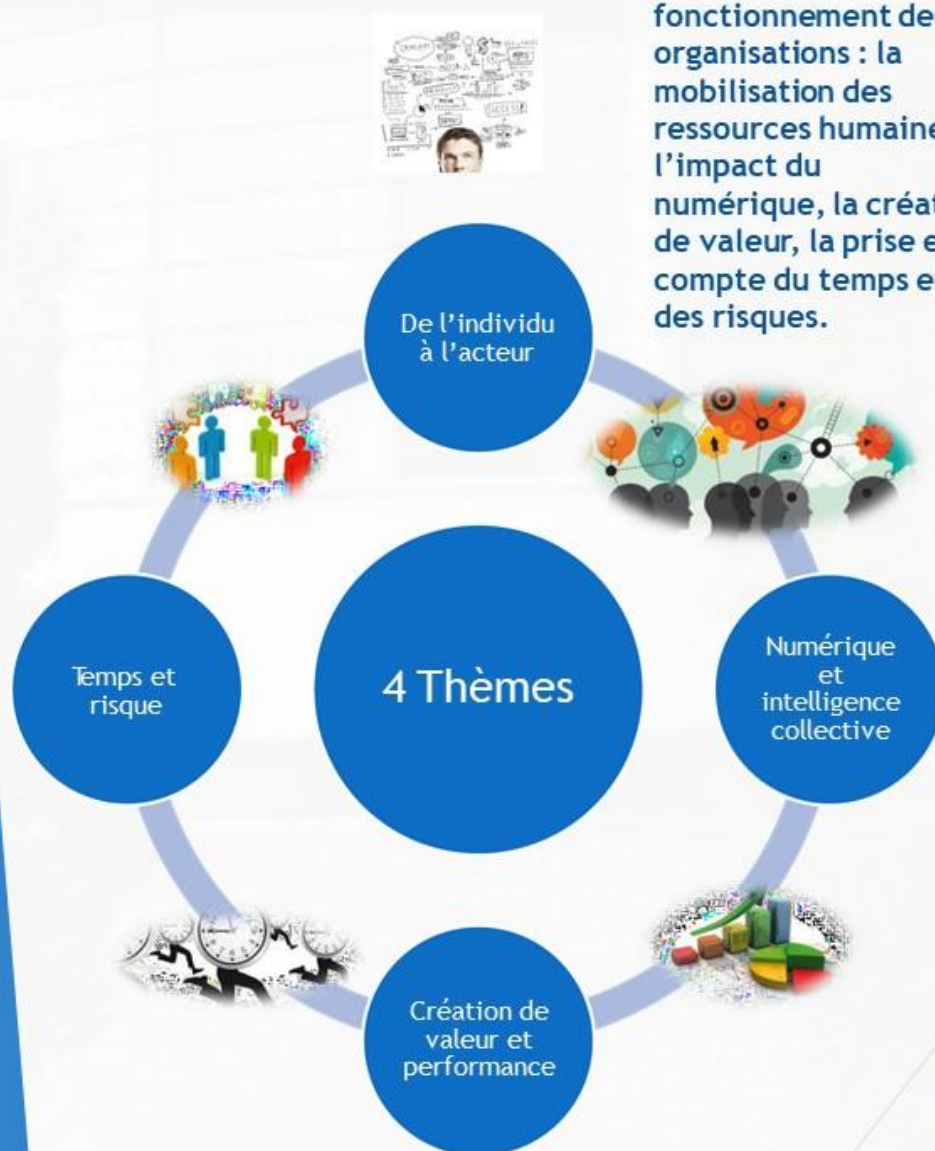 fonctionnement de
organisations : la
mobilisation des
ressources humaine
l’impact du
numérique, la créat
de valeur, la prise e
compte du temps e
des risques.
De l’individu
à l’acteur
Temps et
risque
4 Thèmes
Numérique
et
intelligence
collective
Création de
valeur et
performance